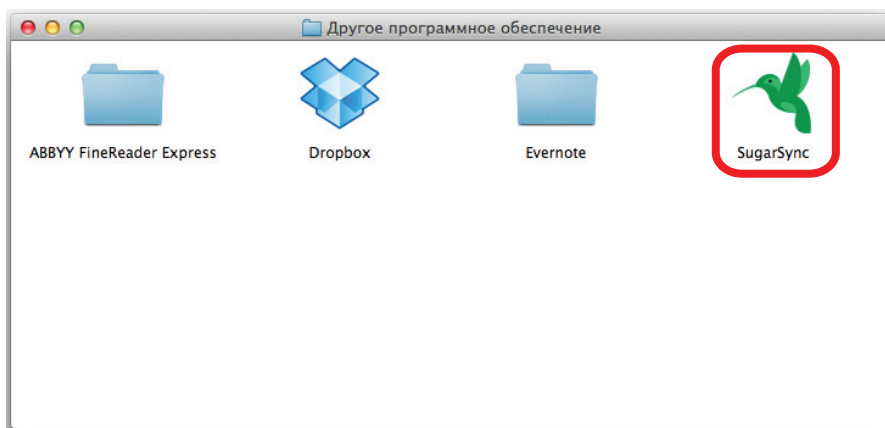 Другое программное обеспечение
ABBYY FineReader Express
Dropbox
Evernote
SugarSync